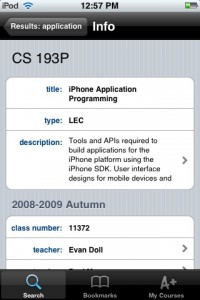 iPod 12:57 PM
Results: application Info
CS 193P
title: iPhone Application
Programming
type: LEC
description: Tools and APIs required to
build applications for the
iPhone platform using the
iPhone SDK. User interface
designs for mobile devices and
2008-2009 Autumn
class number: 11372
teacher: Evan Doll
Search Bookmarks A+ My Courses